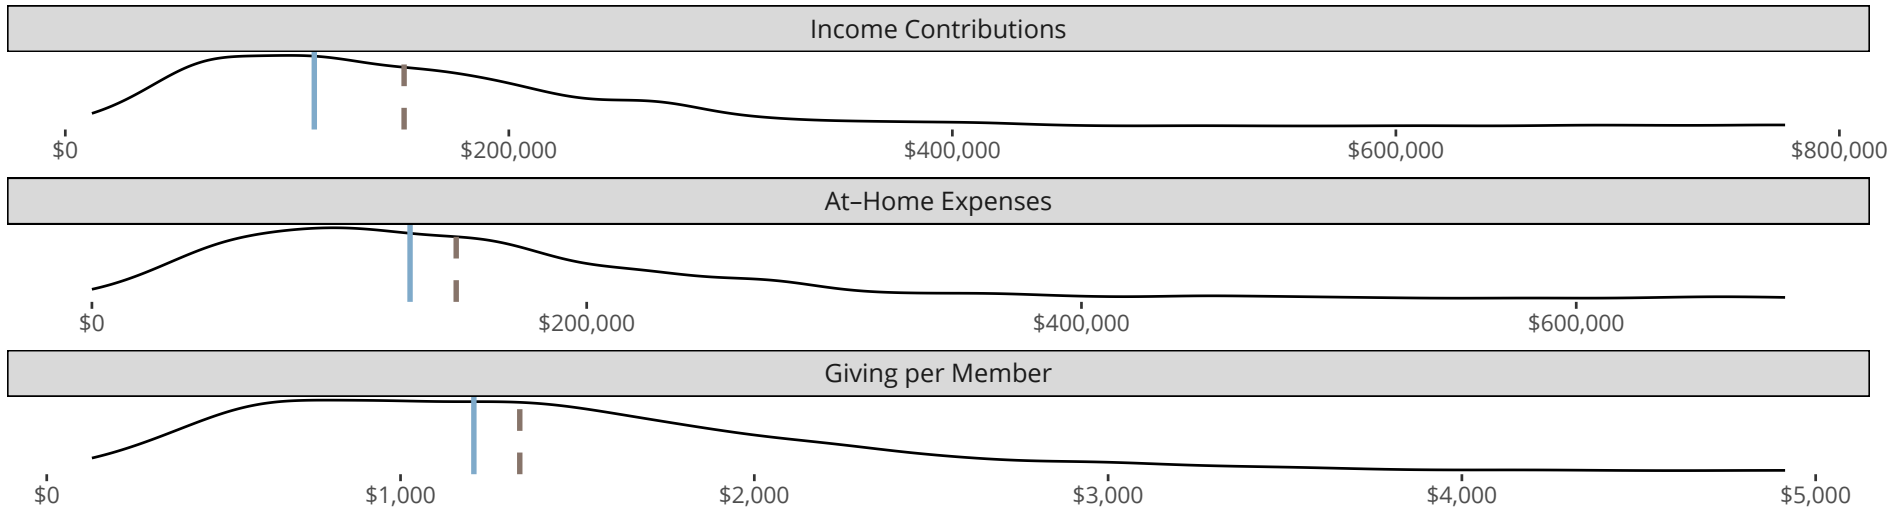 Income Contributions
$0 $200,000 $400,000 $600,000 $800,000
At–Home Expenses
$0 $200,000 $400,000 $600,000
Giving per Member
$0 $1,000 $2,000 $3,000 $4,000 $5,000